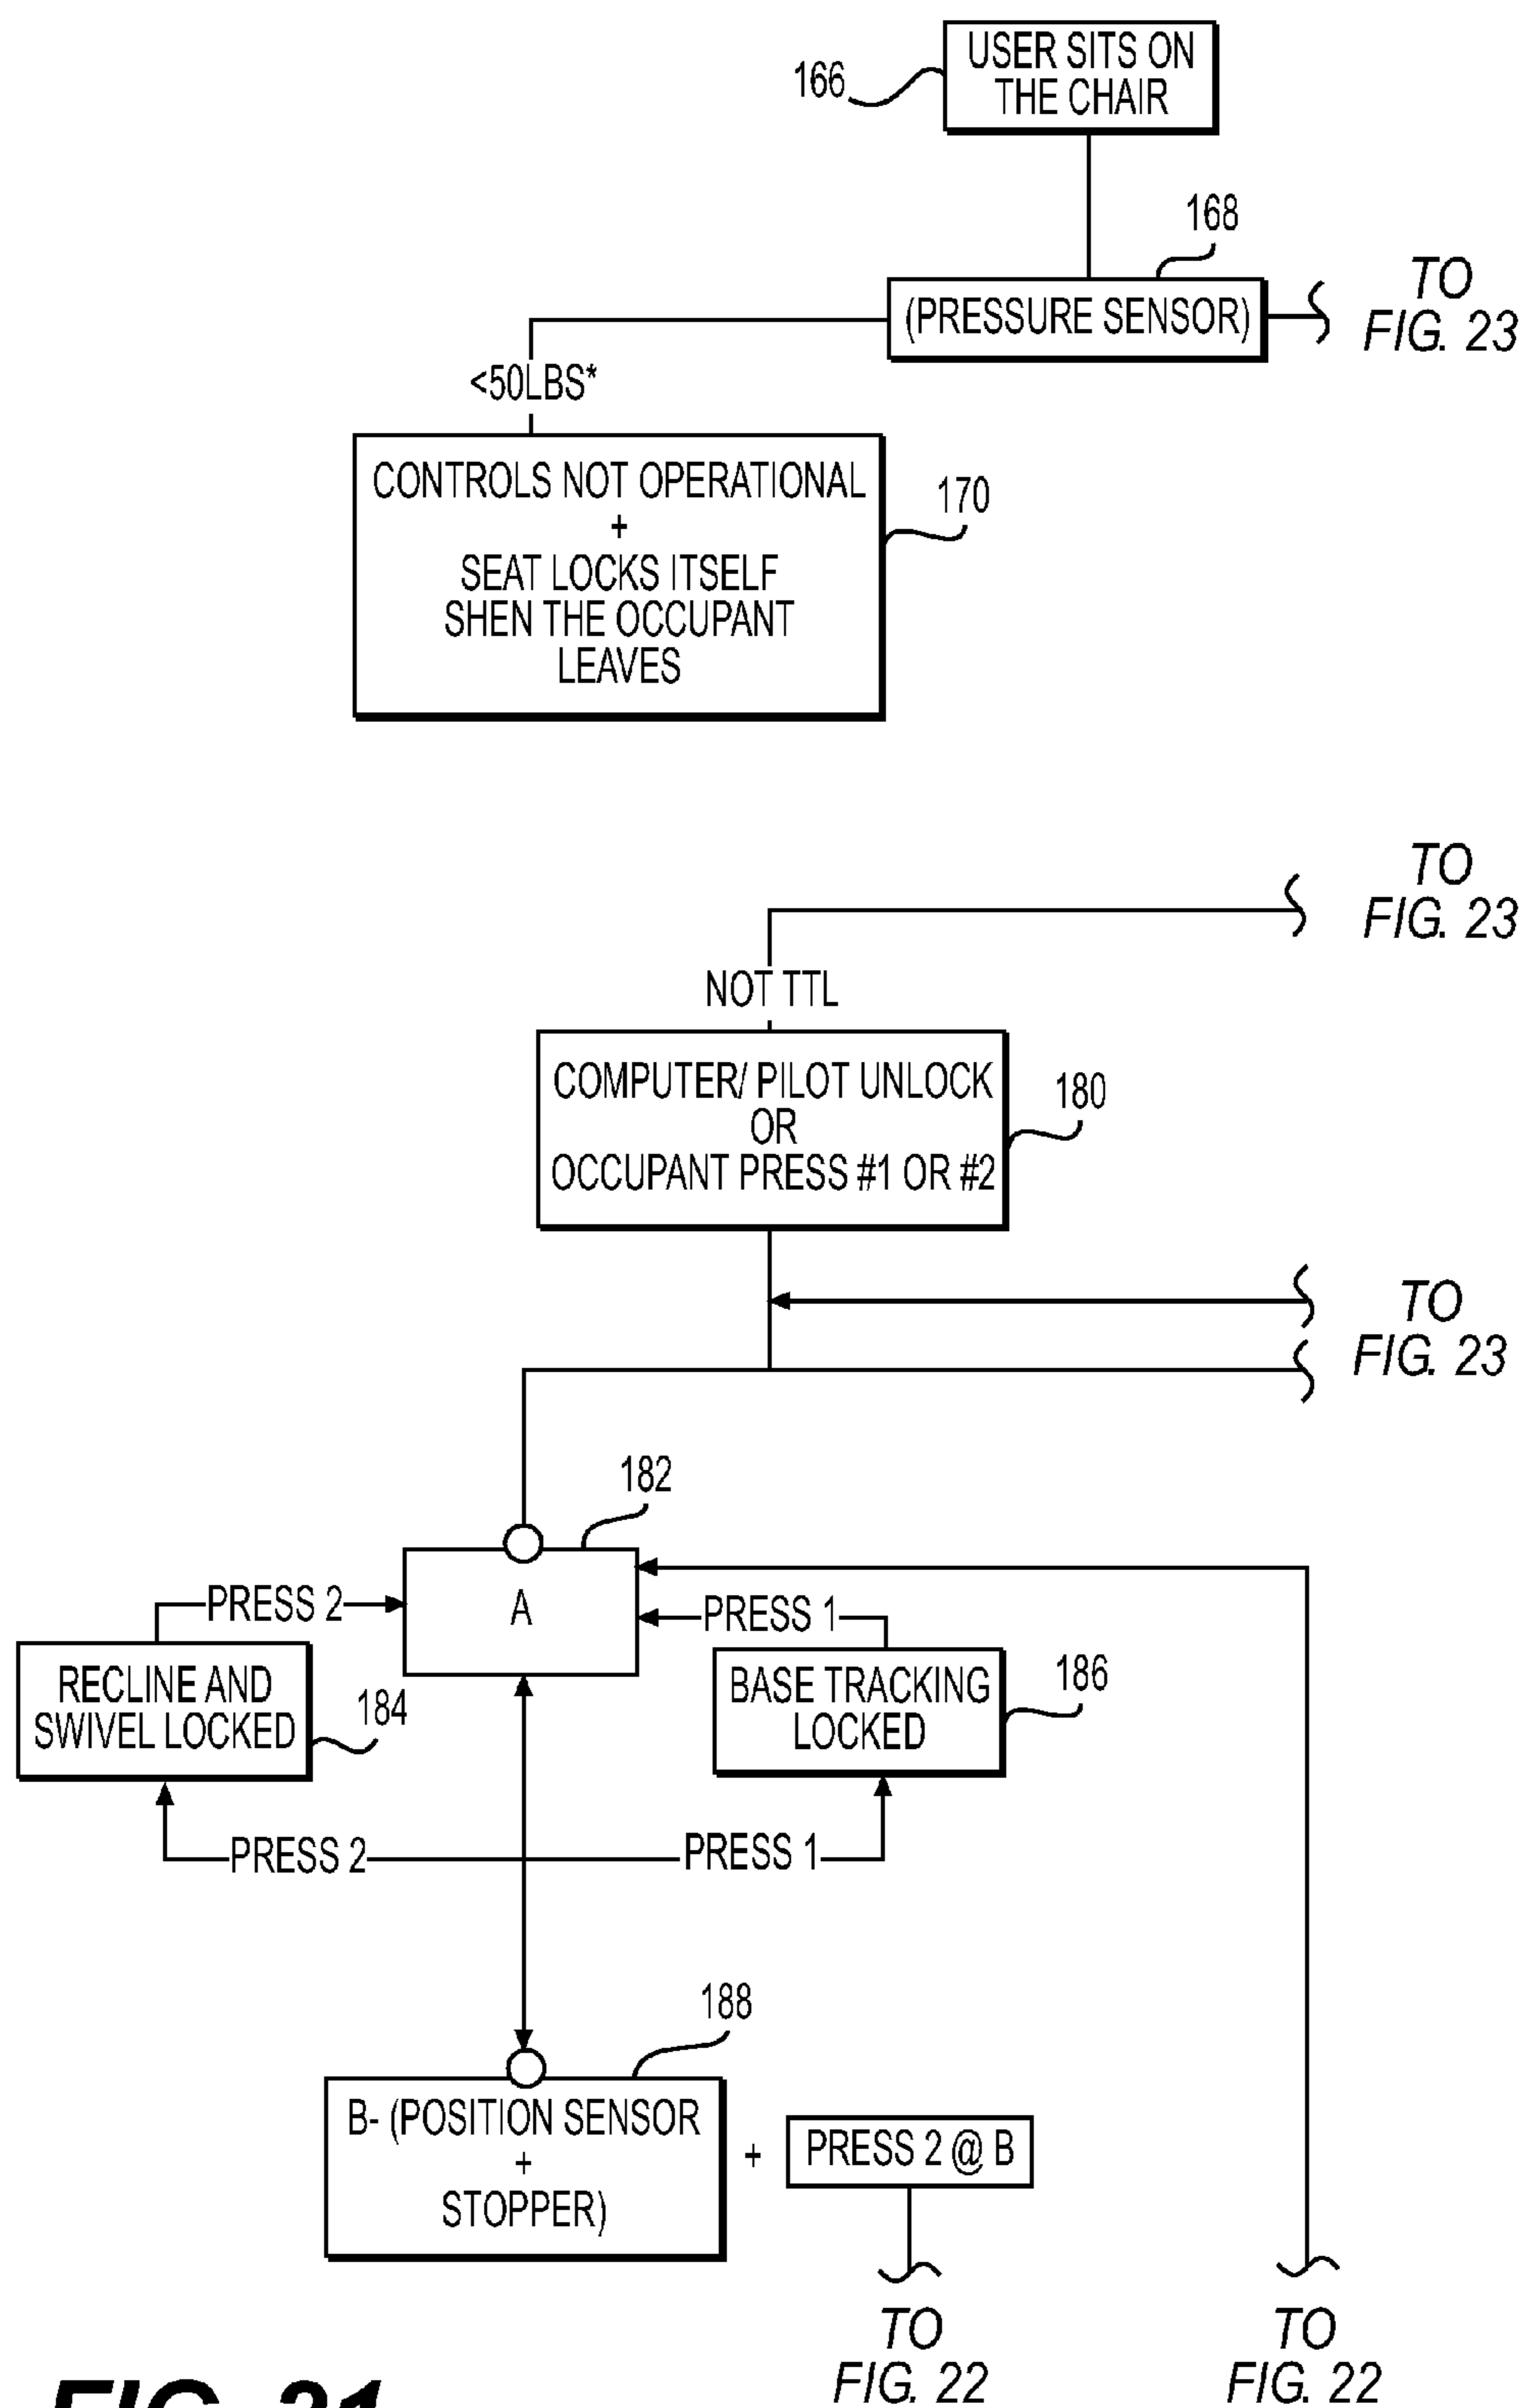 USER SITS ON
THE CHAIR
166
168
(PRESSURE SENSOR)
TO
FIG. 23
<50LBS*
CONTROLS NOT OPERATIONAL
+
SEAT LOCKS ITSELF
SHEN THE OCCUPANT
LEAVES
170
TO
FIG. 23
NOT TTL
COMPUTER/ PILOT UNLOCK
OR
OCCUPANT PRESS #1 OR #2
180
TO
FIG. 23
182
A
PRESS 2
PRESS 1
RECLINE AND
SWIVEL LOCKED
184
BASE TRACKING
LOCKED
186
PRESS 2
PRESS 1
188
B- (POSITION SENSOR
+
STOPPER)
+
PRESS 2 @ B
TO
FIG. 22
TO
FIG. 22
FIG. 21